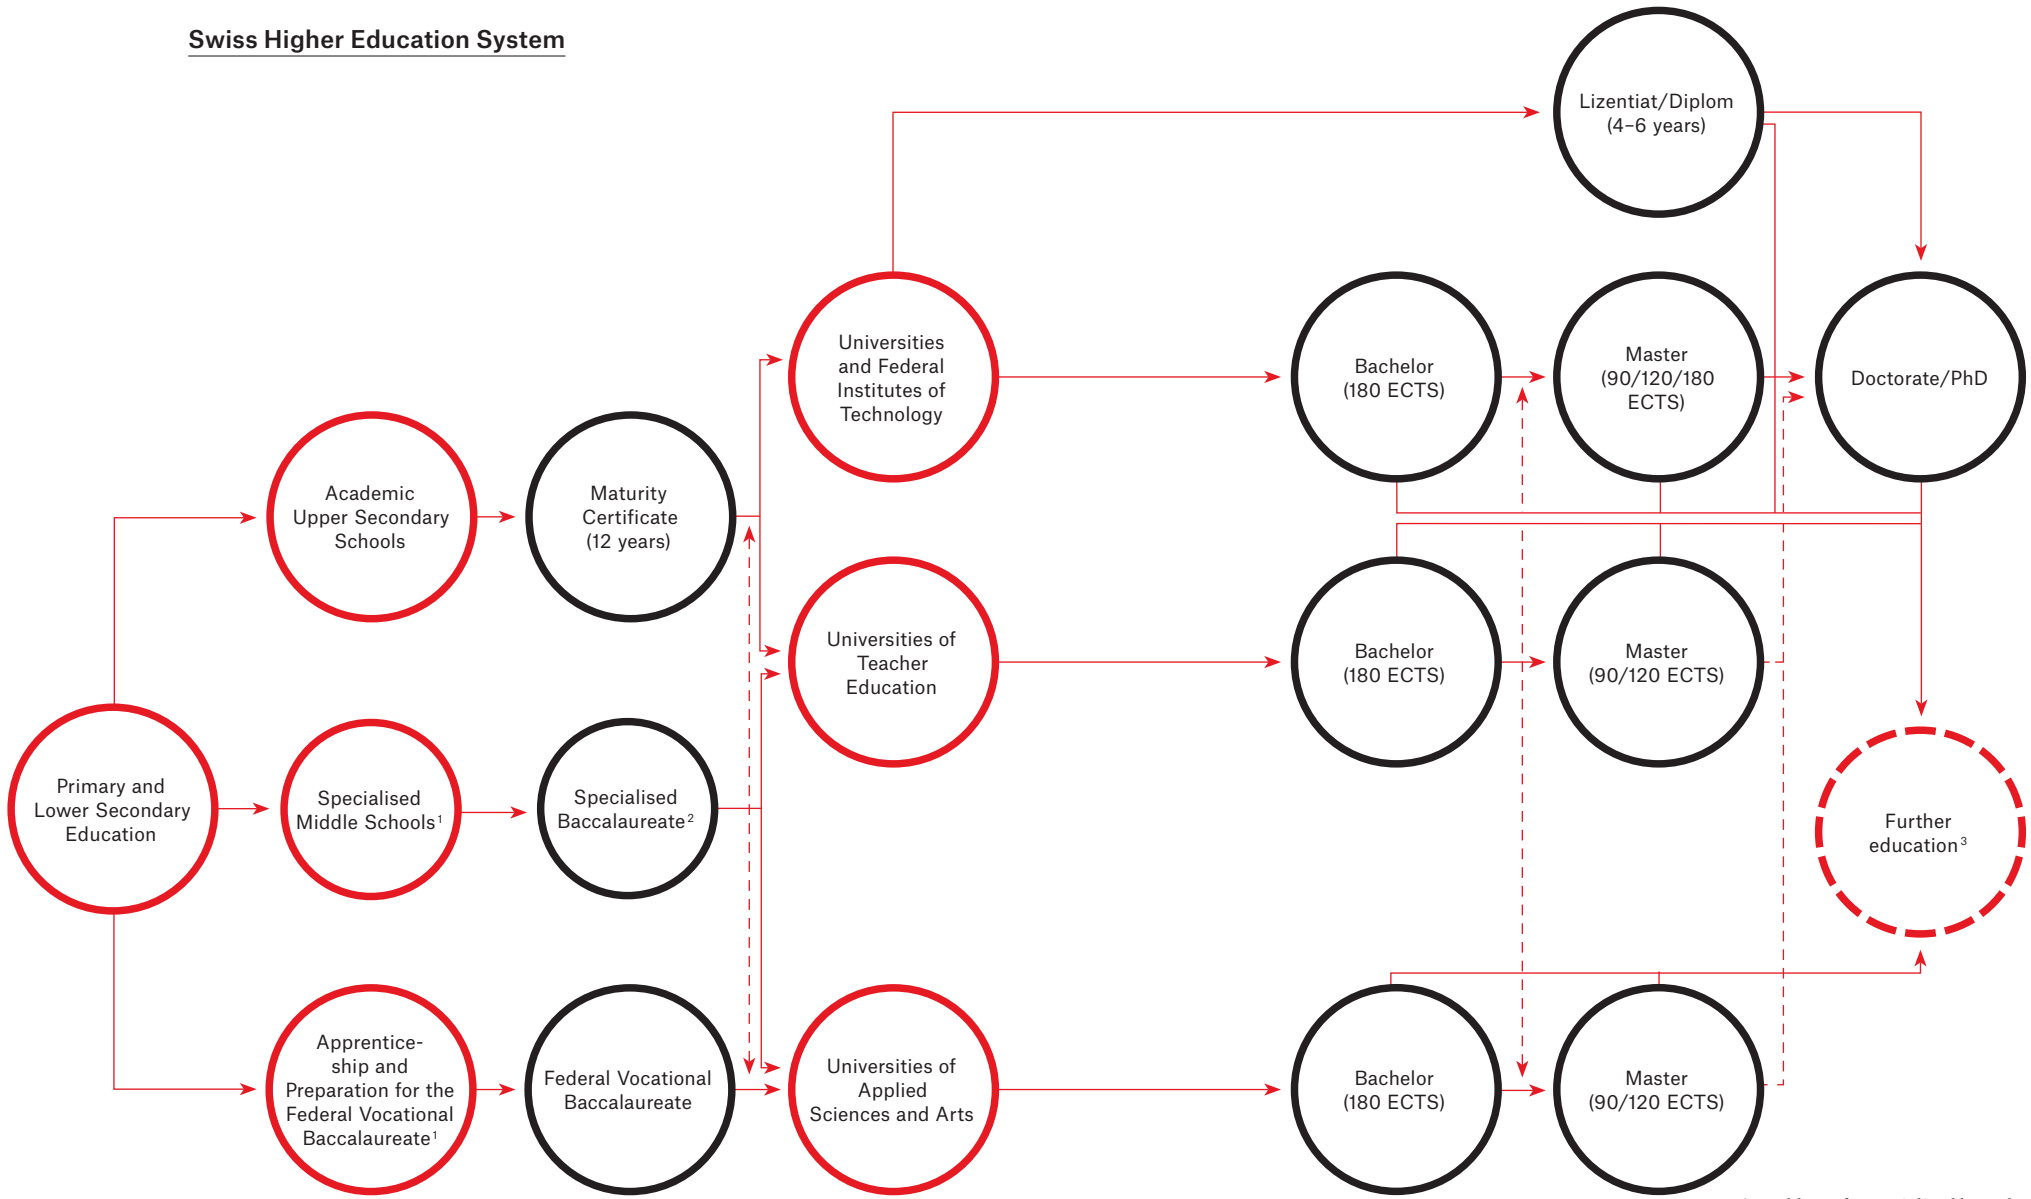 Swiss Higher Education System
Lizentiat/Diplom
(4–6 years)
Universities
and Federal
Institutes of
Technology
Bachelor
(180 ECTS)
Master
(90/120/180
ECTS)
Doctorate/PhD
Academic
Upper Secondary
Schools
Maturity
Certificate
(12 years)
Universities of
Teacher
Education
Bachelor
(180 ECTS)
Master
(90/120 ECTS)
Primary and
Lower Secondary
Education
Specialised
Middle Schools¹
Specialised
Baccalaureate²
Further
education³
Apprentice-
ship and
Preparation for the
Federal Vocational
Baccalaureate¹
Federal Vocational
Baccalaureate
Universities of
Applied
Sciences and Arts
Bachelor
(180 ECTS)
Master
(90/120 ECTS)